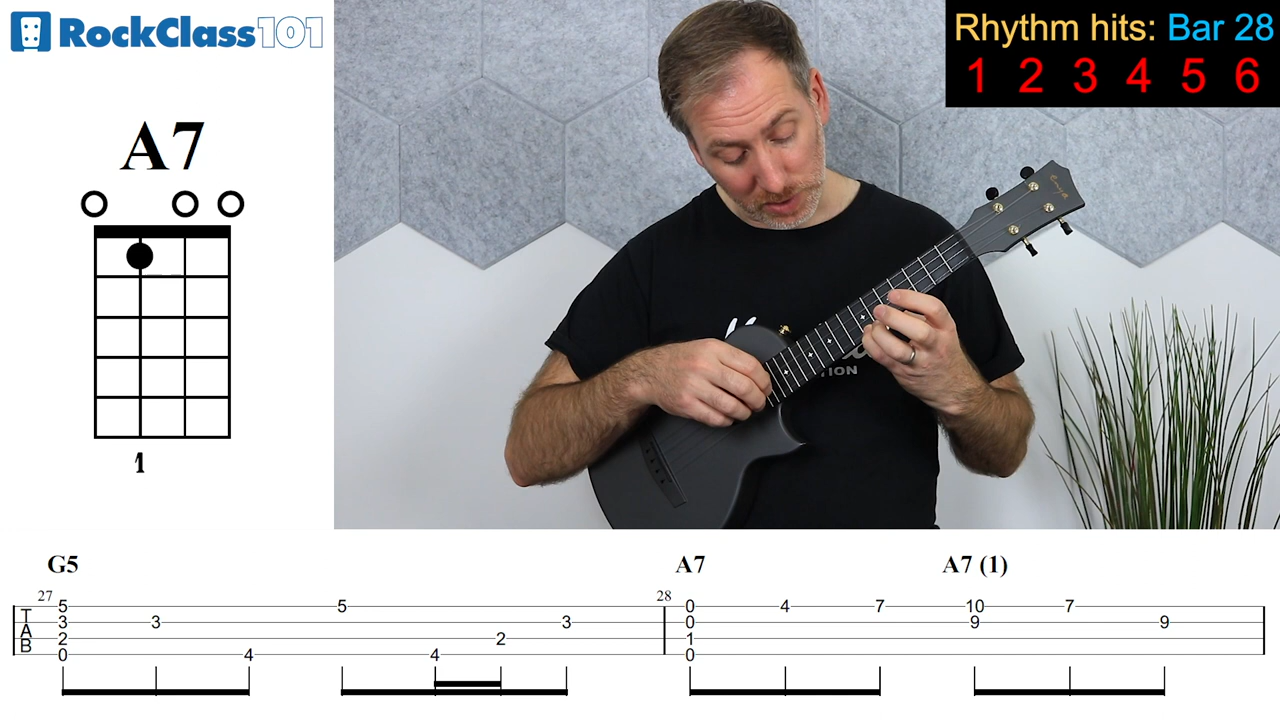 RockClass101
Rhythm hits: Bar 28
1 2 3 4 5 6
A7
1
TION
G5 A7 A7 (1)
27 28
5 5 0 4 7 10 7
3 3 3 0 9 9
2 2 1
0 4 4 0
TAB